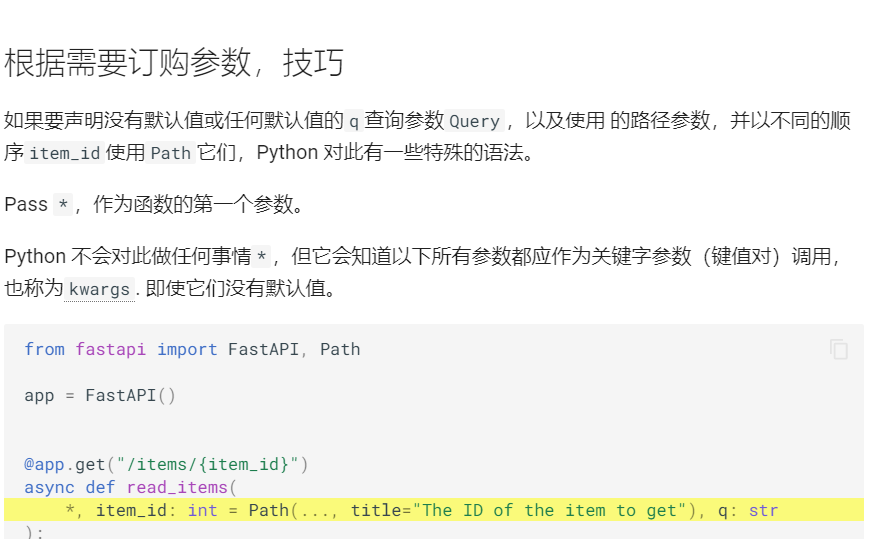 根据需要订购参数，技巧
如果要声明没有默认值或任何默认值的 q 查询参数 Query ，以及使用 的路径参数，并以不同的顺
序 item_id 使用 Path 它们，Python 对此有一些特殊的语法。
Pass * ，作为函数的第一个参数。
Python 不会对此做任何事情 * ，但它会知道以下所有参数都应作为关键字参数（键值对）调用，
也称为 kwargs . 即使它们没有默认值。
from fastapi import FastAPI, Path
app = FastAPI()
@app.get("/items/{item_id}")
async def read_items(
    *, item_id: int = Path(..., title="The ID of the item to get"), q: str
):